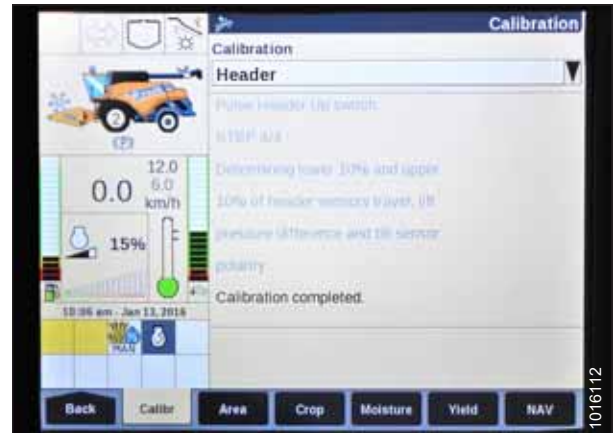 Calibration
Calibration
Header
Pulse Header Up switch.
STEP 4/4
Determining lower 10% and upper
10% of header sensors travel, lift
pressure difference and tilt sensor
polarity
Calibration completed.
2
(P)
12.0
6.0
0.0
km/h
15%
10:06 am - Jan 13, 2016
MAN
Back
Calibr
Area
Crop
Moisture
Yield
NAV
1016112